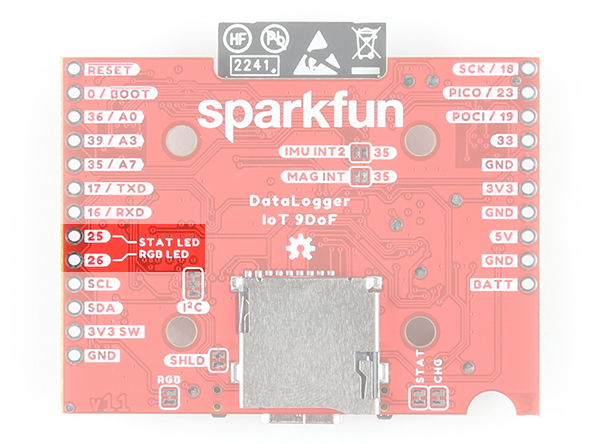 HF
Pb
2241.
RESET
0 / BOOT
36 / A0
39 / A3
35 / A7
17 / TXD
16 / RXD
25
26
SCL
SDA
3V3 SW
GND
sparkfun
IMU INT2 35
MAG INT 35
DataLogger
IoT 9DoF
STAT LED
RGB LED
I²C
SHLD
RGB
v11
STAT
CHG
SCK / 18
PICO / 23
POCI / 19
33
GND
3V3
GND
5V
GND
BATT